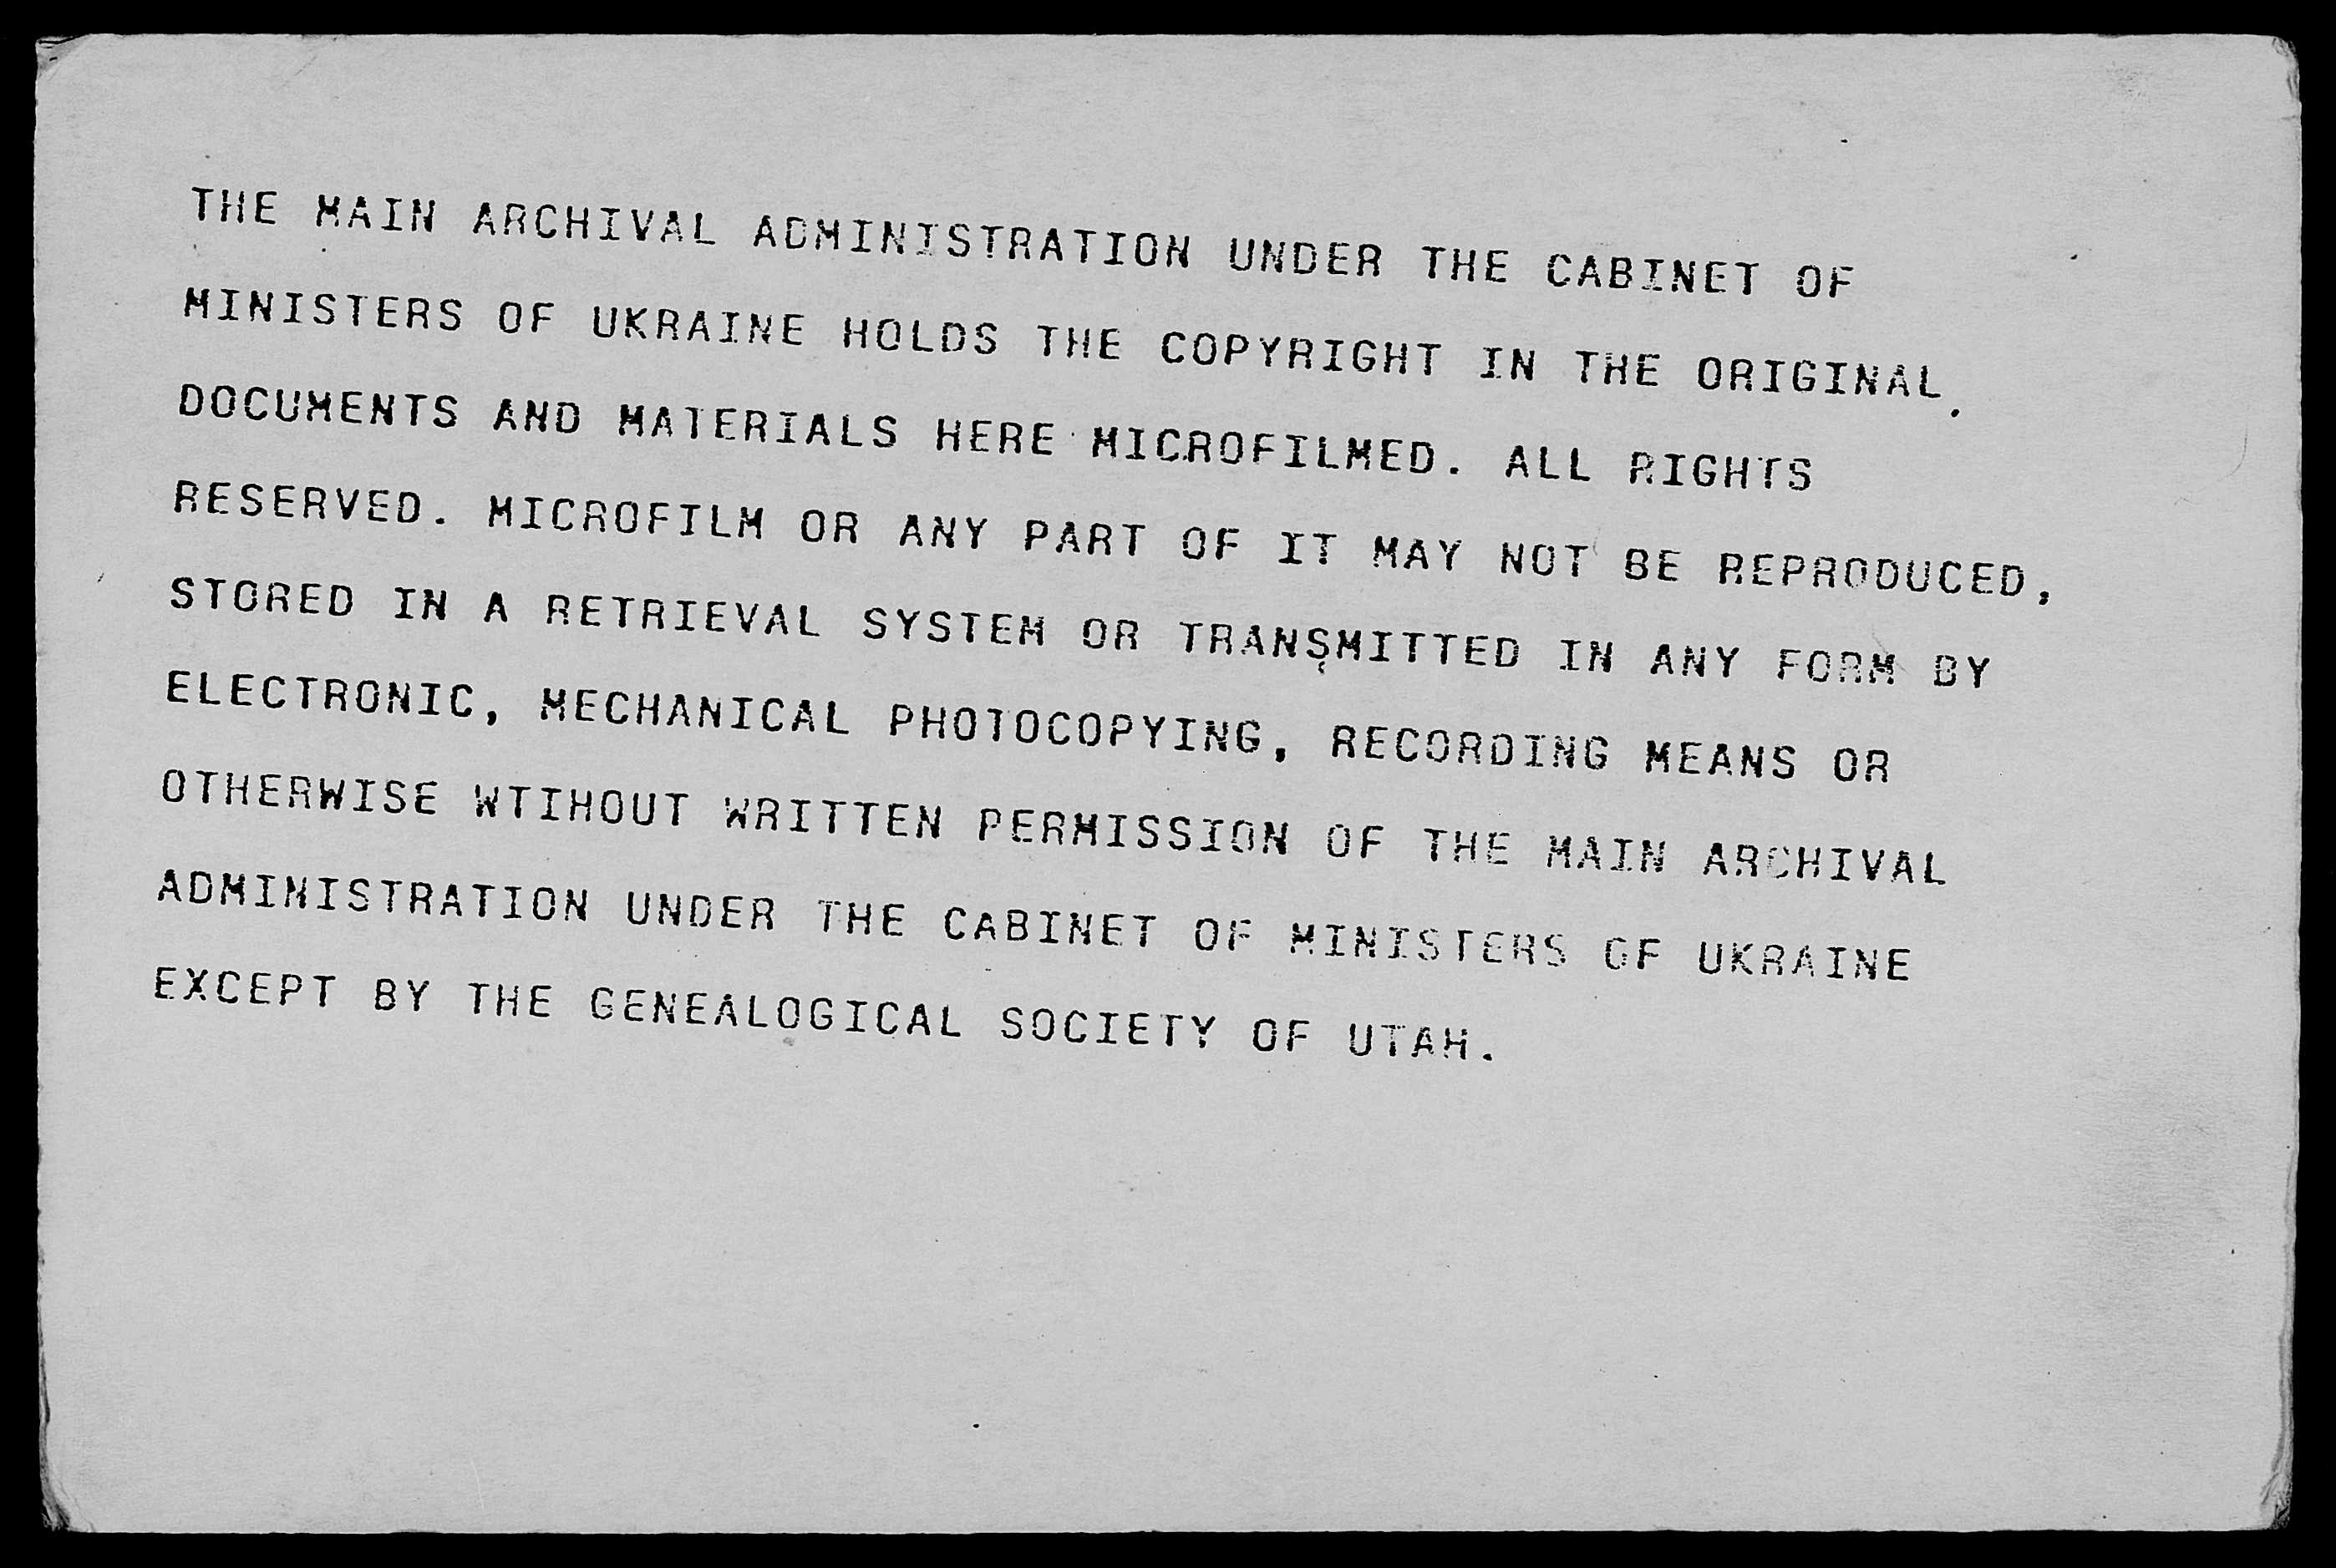 THE MAIN ARCHIVAL ADMINISTRATION UNDER THE CABINET OF
MINISTERS OF UKRAINE HOLDS THE COPYRIGHT IN THE ORIGINAL
DOCUMENTS AND MATERIALS HERE MICROFILMED. ALL RIGHTS
RESERVED. MICROFILM OR ANY PART OF IT MAY NOT BE REPRODUCED,
STORED IN A RETRIEVAL SYSTEM OR TRANSMITTED IN ANY FORM BY
ELECTRONIC, MECHANICAL PHOTOCOPYING, RECORDING MEANS OR
OTHERWISE WTIHOUT WRITTEN PERMISSION OF THE MAIN ARCHIVAL
ADMINISTRATION UNDER THE CABINET OF MINISTERS OF UKRAINE
EXCEPT BY THE GENEALOGICAL SOCIETY OF UTAH.